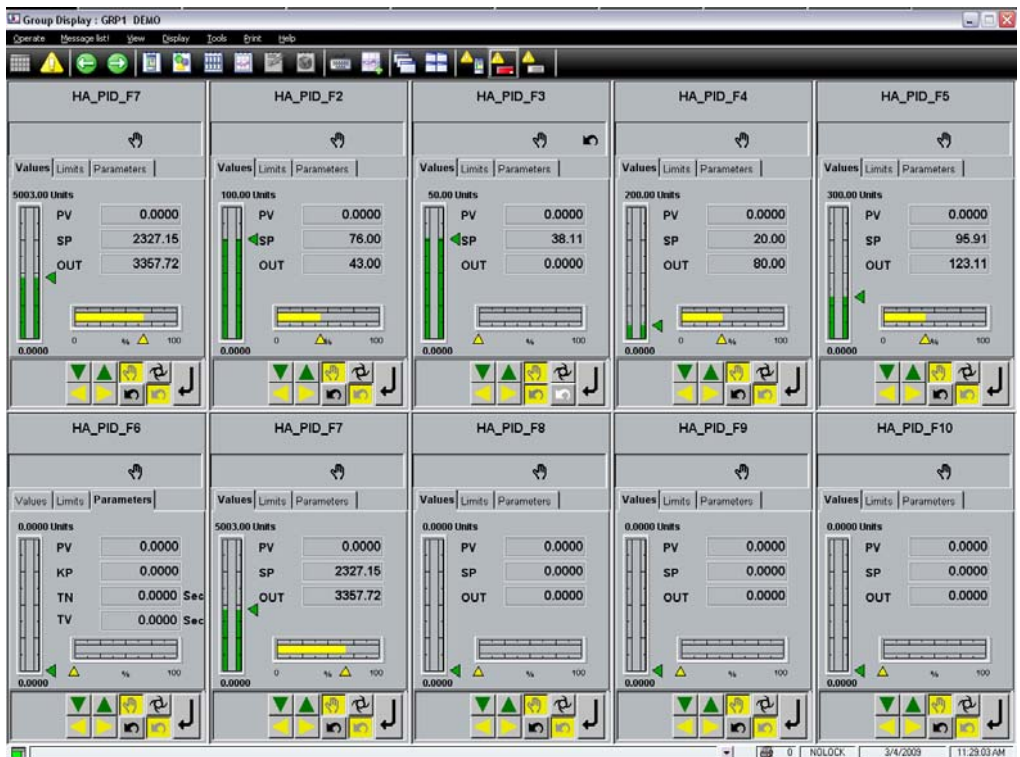 Group Display : GRP1 DEMO
Operate Message list! View Display Tools Print Help
HA_PID_F7 HA_PID_F2 HA_PID_F3 HA_PID_F4 HA_PID_F5
Values Limits Parameters Values Limits Parameters Values Limits Parameters Values Limits Parameters Values Limits Parameters
5003.00 Units 100.00 Units 50.00 Units 200.00 Units 300.00 Units
PV 0.0000 PV 0.0000 PV 0.0000 PV 0.0000 PV 0.0000
SP 2327.15 SP 76.00 SP 38.11 SP 20.00 SP 95.91
OUT 3357.72 OUT 43.00 OUT 0.0000 OUT 80.00 OUT 123.11
0 % 100 0 % 100 % 100 0 % 100 0 % 100
0.0000 0.0000 0.0000 0.0000 0.0000
HA_PID_F6 HA_PID_F7 HA_PID_F8 HA_PID_F9 HA_PID_F10
Values Limits Parameters Values Limits Parameters Values Limits Parameters Values Limits Parameters Values Limits Parameters
0.0000 Units 5003.00 Units 0.0000 Units 0.0000 Units 0.0000 Units
PV 0.0000 PV 0.0000 PV 0.0000 PV 0.0000 PV 0.0000
KP 0.0000 SP 2327.15 SP 0.0000 SP 0.0000 SP 0.0000
TN 0.0000 Sec OUT 3357.72 OUT 0.0000 OUT 0.0000 OUT 0.0000
TV 0.0000 Sec
% 100 0 % 100 % 100 % 100 % 100
0.0000 0.0000 0.0000 0.0000 0.0000
0 NOLOCK 3/4/2009 11:29:03 AM